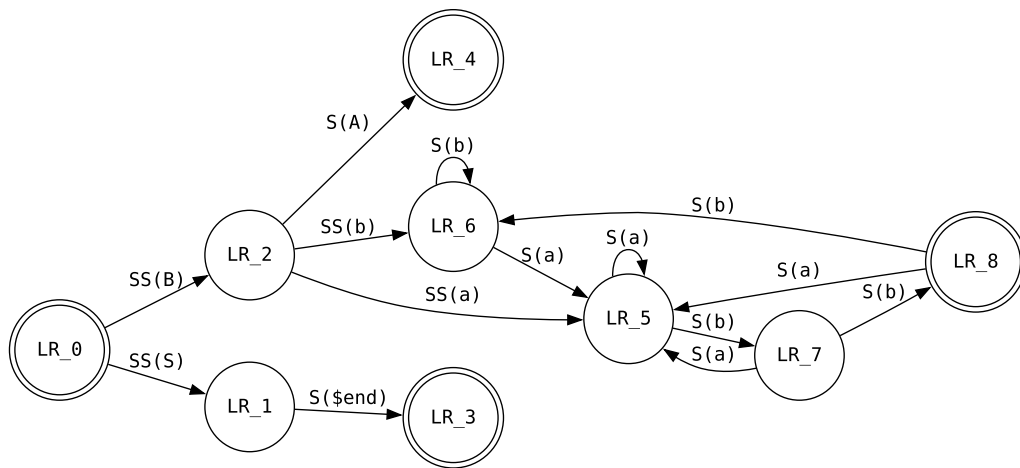 LR_4
S(A)
S(b)
S(b)
LR_6
SS(b)
S(a)
S(a)
LR_2
LR_8
S(a)
SS(B)
SS(a)
S(b)
LR_5
S(b)
LR_0
S(a)
LR_7
SS(S)
LR_1
S($end)
LR_3